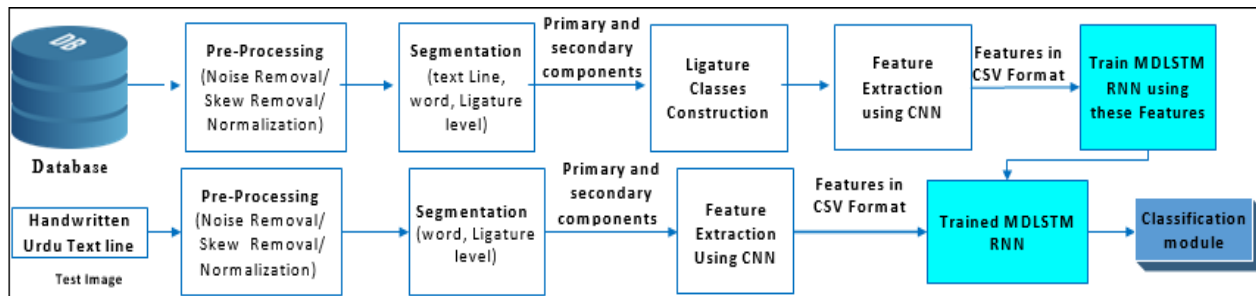 DB
Database
Pre-Processing
(Noise Removal/
Skew Removal/
Normalization)
Segmentation
(text Line,
word, Ligature
level)
Primary and
secondary
components
Ligature
Classes
Construction
Feature
Extraction
using CNN
Features in
CSV Format
Train MDLSTM
RNN using
these Features
Handwritten
Urdu Text line
Test Image
Pre-Processing
(Noise Removal/
Skew Removal/
Normalization)
Segmentation
(word, Ligature
level)
Primary and
secondary
components
Feature
Extraction
Using CNN
Features in
CSV Format
Trained MDLSTM
RNN
Classification
module